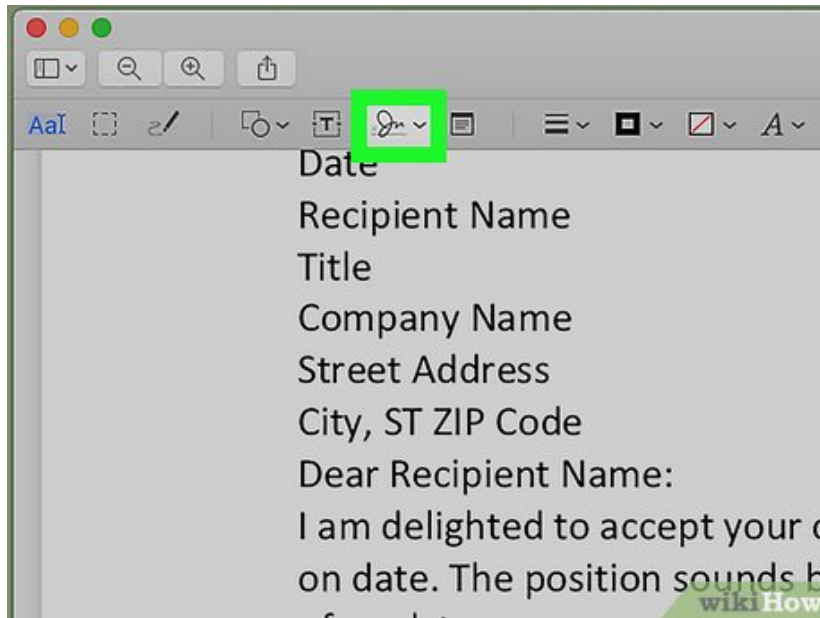 AaI T A
Date
Recipient Name
Title
Company Name
Street Address
City, ST ZIP Code
Dear Recipient Name:
I am delighted to accept your
on date. The position sounds
wikiHow